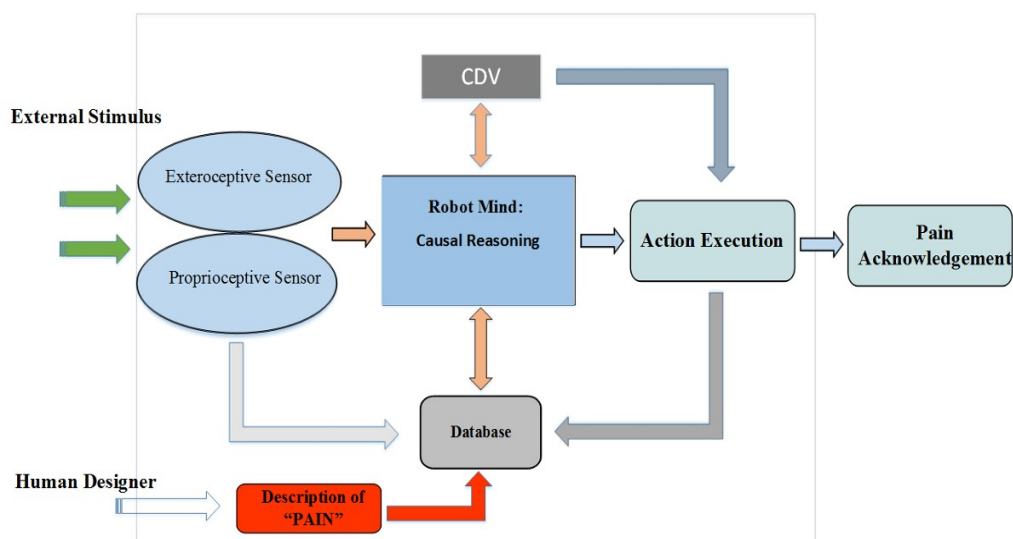 CDV
External Stimulus
Exteroceptive Sensor
Proprioceptive Sensor
Robot Mind:
Causal Reasoning
Action Execution
Pain
Acknowledgement
Database
Human Designer
Description of
“PAIN”